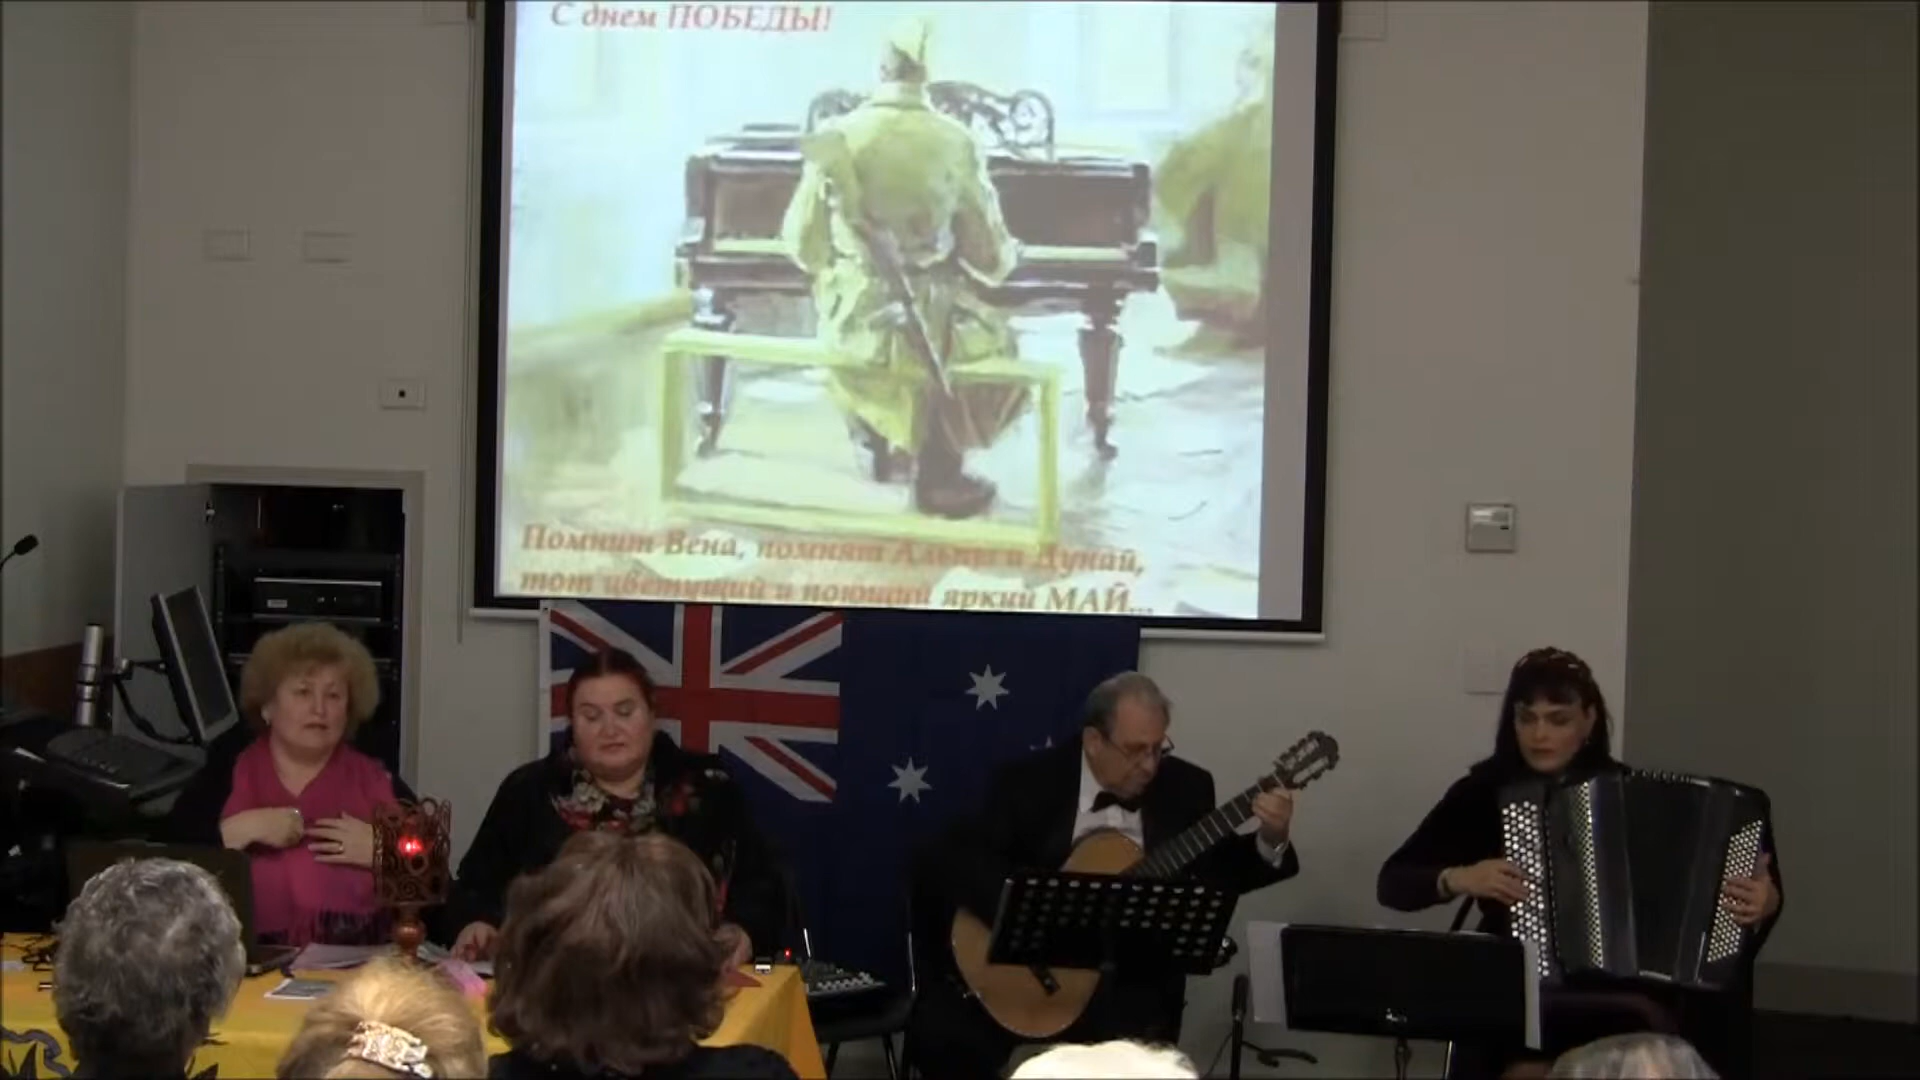 С днем ПОБЕДЫ!
Помнит Вена, помнят Альпы и Дунай,
тот цветущий и поющий яркий МАЙ...